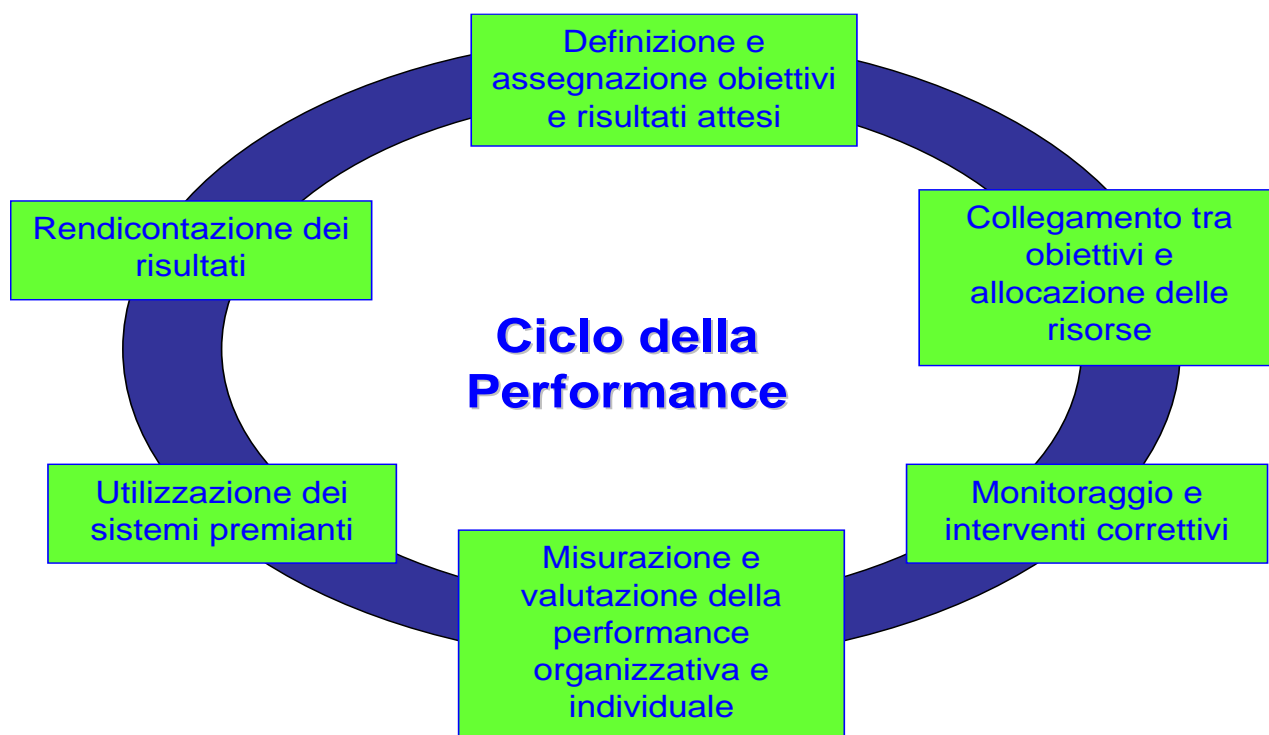 Definizione e
assegnazione obiettivi
e risultati attesi
Collegamento tra
obiettivi e
allocazione delle
risorse
Rendicontazione dei
risultati
Ciclo della
Performance
Monitoraggio e
interventi correttivi
Utilizzazione dei
sistemi premianti
Misurazione e
valutazione della
performance
organizzativa e
individuale